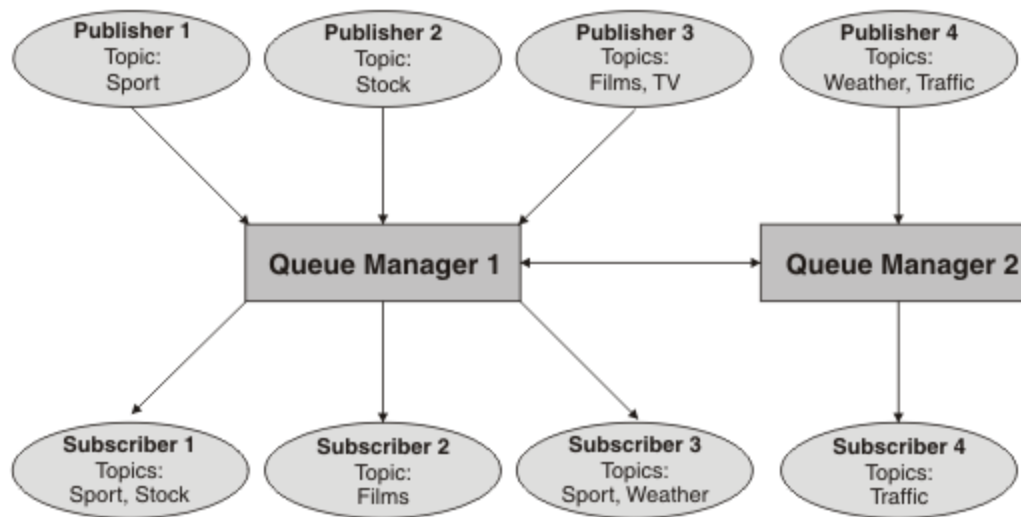 Publisher 1
Topic:
Sport
Publisher 2
Topic:
Stock
Publisher 3
Topics:
Films, TV
Publisher 4
Topics:
Weather, Traffic
Queue Manager 1
Queue Manager 2
Subscriber 1
Topics:
Sport, Stock
Subscriber 2
Topic:
Films
Subscriber 3
Topics:
Sport, Weather
Subscriber 4
Topics:
Traffic